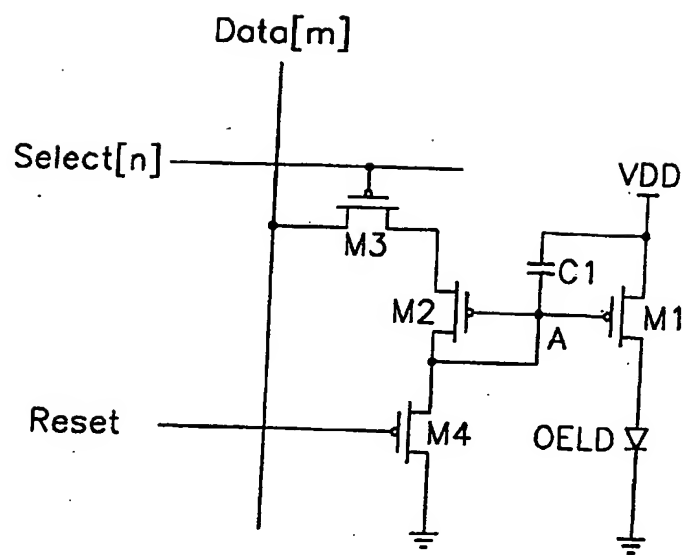 Data[m]
Select[n]
VDD
M3
C1
M2
M1
A
Reset
M4
OELD